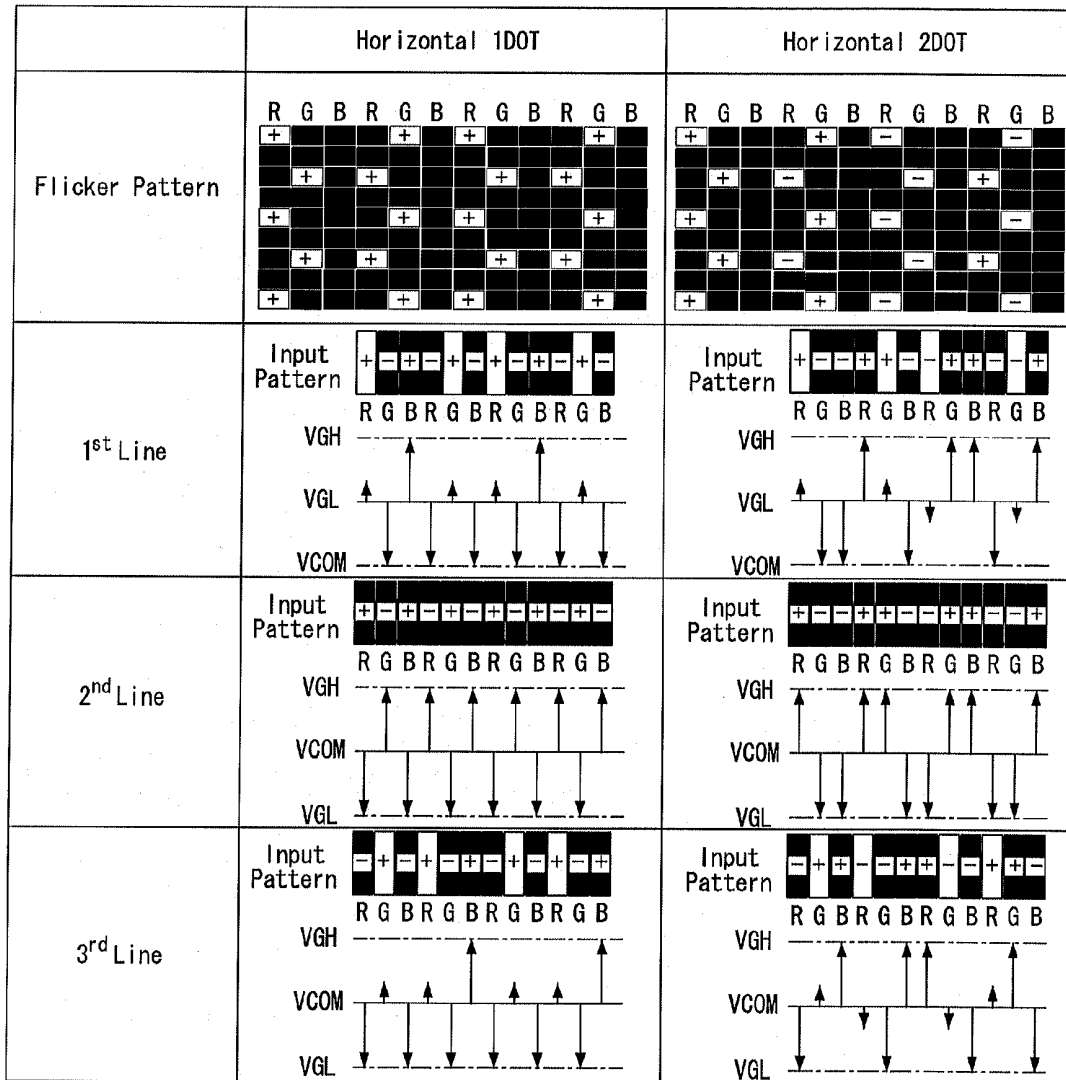 Horizontal 1DOT
Horizontal 2DOT
Flicker Pattern
R G B R G B R G B R G B
+ + + +
+ + + +
+ + + +
+ + + +
+ + + +
R G B R G B R G B R G B
+ + − −
+ − − +
+ + − −
+ − − +
+ + − −
1st Line
Input
Pattern
+ − + − + − + − + − + −
R G B R G B R G B R G B
VGH
VGL
VCOM
Input
Pattern
+ − − + + − − + + − − +
R G B R G B R G B R G B
VGH
VGL
VCOM
2nd Line
Input
Pattern
+ − + − + − + − + − + −
R G B R G B R G B R G B
VGH
VCOM
VGL
Input
Pattern
+ − − + + − − + + − − +
R G B R G B R G B R G B
VGH
VCOM
VGL
3rd Line
Input
Pattern
− + − + − + − + − + − +
R G B R G B R G B R G B
VGH
VCOM
VGL
Input
Pattern
− + + − − + + − − + + −
R G B R G B R G B R G B
VGH
VCOM
VGL